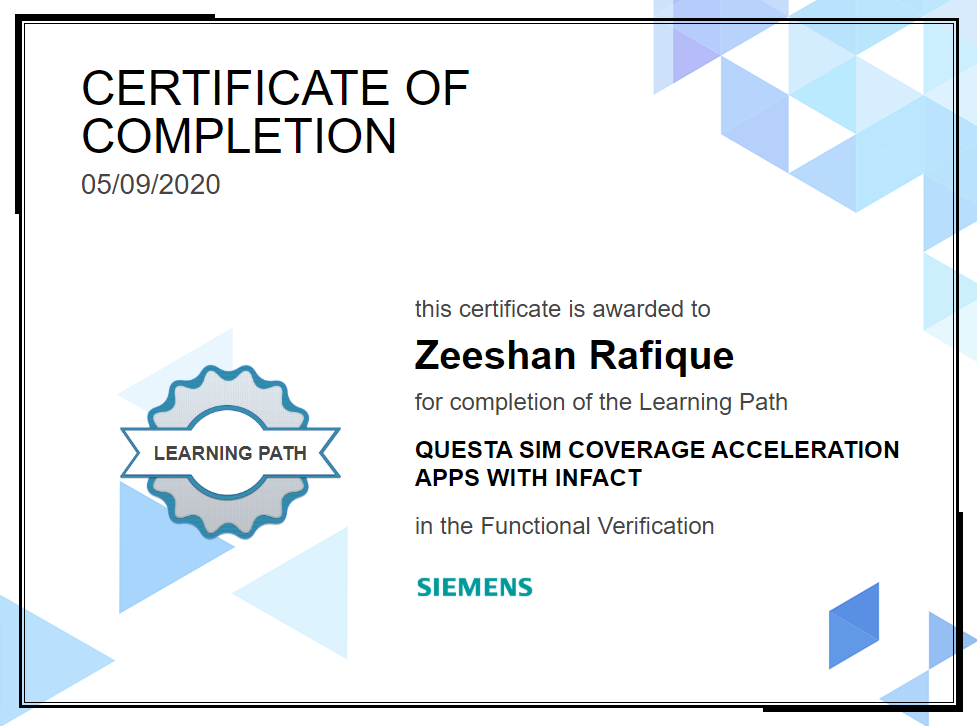 CERTIFICATE OF
COMPLETION
05/09/2020
this certificate is awarded to
Zeeshan Rafique
for completion of the Learning Path
LEARNING PATH
QUESTA SIM COVERAGE ACCELERATION
APPS WITH INFACT
in the Functional Verification
SIEMENS